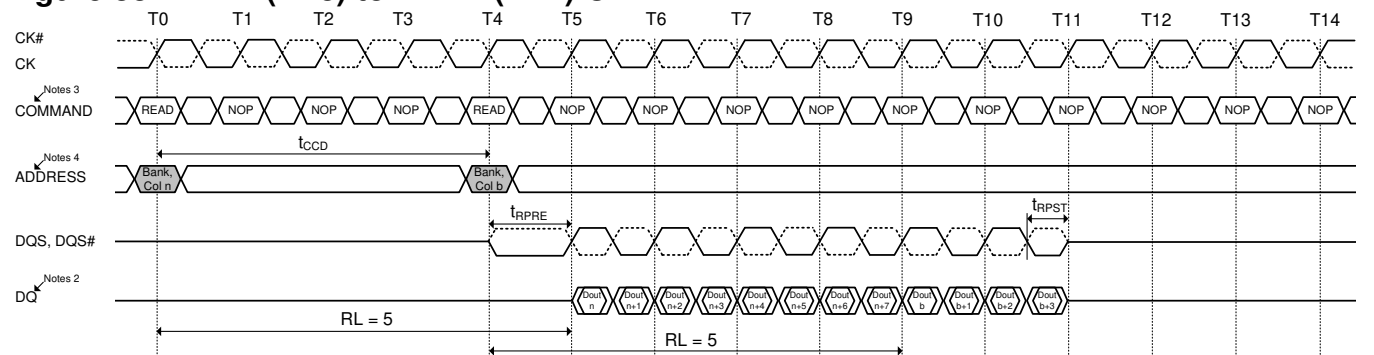 T0 T1 T2 T3 T4 T5 T6 T7 T8 T9 T10 T11 T12 T13 T14
CK#
CK
Notes 3
COMMAND READ NOP NOP NOP READ NOP NOP NOP NOP NOP NOP NOP NOP NOP NOP
tCCD
Notes 4
ADDRESS
Bank, Col n
Bank, Col b
tRPRE
tRPST
DQS, DQS#
Notes 2
DQ
Dout n
Dout n+1
Dout n+2
Dout n+3
Dout n+4
Dout n+5
Dout n+6
Dout n+7
Dout b
Dout b+1
Dout b+2
Dout b+3
RL = 5
RL = 5